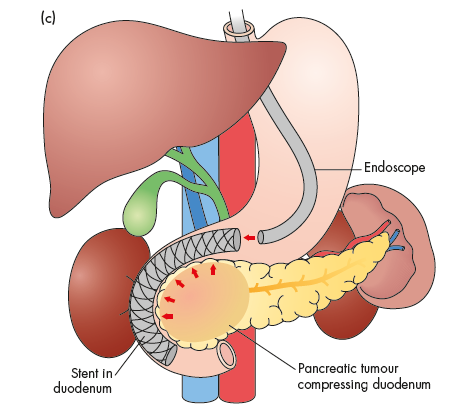 (c)
Endoscope
Stent in
duodenum
Pancreatic tumour
compressing duodenum